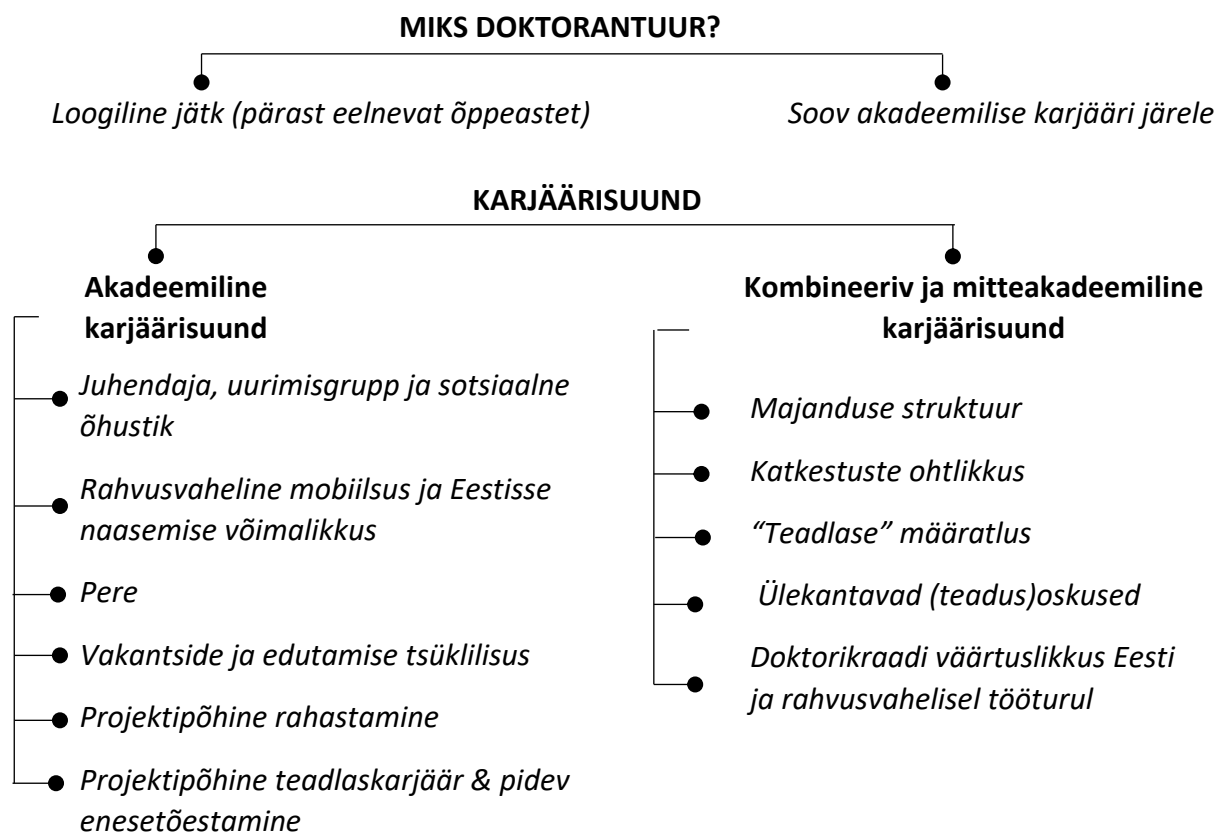 MIKS DOKTORANTUUR?
Loogiline jätk (pärast eelnevat õppeastet)
Soov akadeemilise karjääri järele
KARJÄÄRISUUND
Akadeemiline
karjäärisuund
Juhendaja, uurimisgrupp ja sotsiaalne
õhustik
Rahvusvaheline mobiilsus ja Eestisse
naasemise võimalikkus
Pere
Vakantside ja edutamise tsüklilisus
Projektipõhine rahastamine
Projektipõhine teadlaskarjäär & pidev
enesetõestamine
Kombineeriv ja mitteakadeemiline
karjäärisuund
Majanduse struktuur
Katkestuste ohtlikkus
“Teadlase” määratlus
Ülekantavad (teadus)oskused
Doktorikraadi väärtuslikkus Eesti
ja rahvusvahelisel tööturul